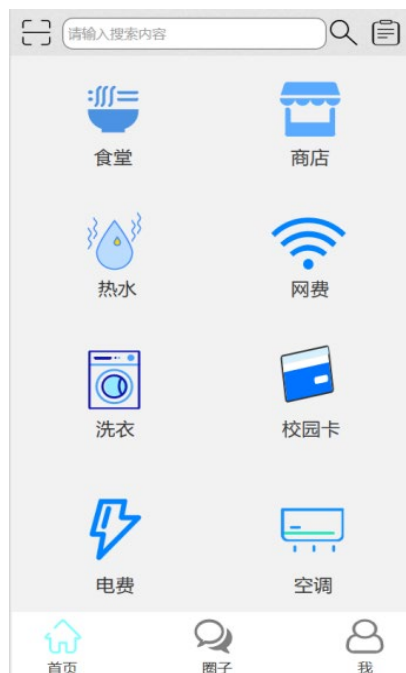 请输入搜索内容
食堂
商店
热水
网费
洗衣
校园卡
电费
空调
首页
圈子
我